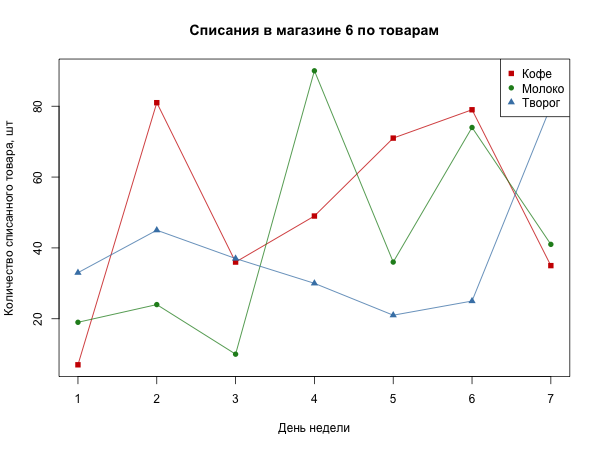 Списания в магазине 6 по товарам
Кофе
Молоко
Творог
Количество списанного товара, шт
80
60
40
20
1 2 3 4 5 6 7
День недели